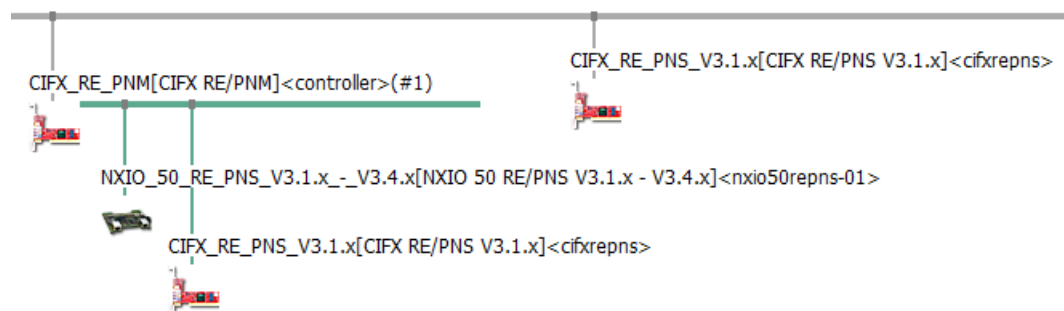 CIFX_RE_PNS_V3.1.x[CIFX RE/PNS V3.1.x]<cifxrepns>
CIFX_RE_PNM[CIFX RE/PNM]<controller>(#1)
NXIO_50_RE_PNS_V3.1.x_-_V3.4.x[NXIO 50 RE/PNS V3.1.x - V3.4.x]<nxio50repns-01>
CIFX_RE_PNS_V3.1.x[CIFX RE/PNS V3.1.x]<cifxrepns>